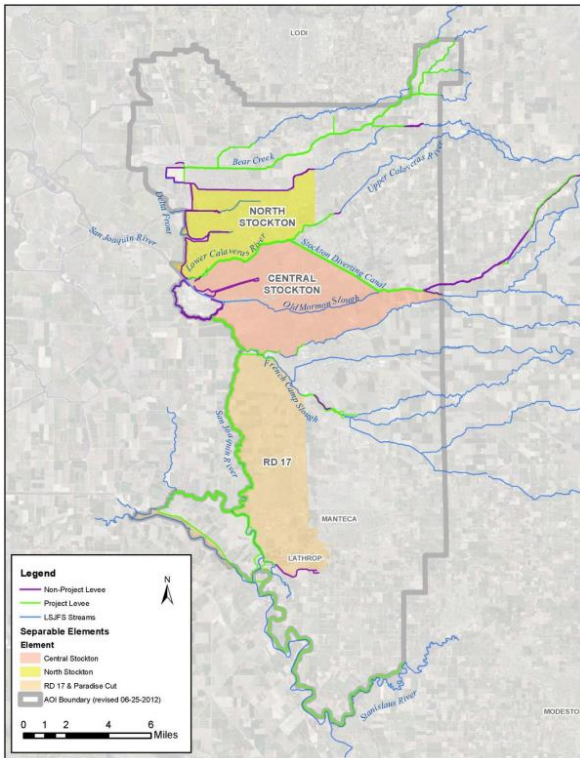 LODI
Bear Creek
Upper Calaveras River
Delta Front
San Joaquin River
NORTH
STOCKTON
Lower Calaveras River
Stockton Diverting Canal
CENTRAL
STOCKTON
Old Mormon Slough
French Camp Slough
San Joaquin River
RD 17
MANTECA
LATHROP
Stanislaus River
MODESTO
Legend
N
Non-Project Levee
Project Levee
LSJFS Streams
Separable Elements
Element
Central Stockton
North Stockton
RD 17 & Paradise Cut
AOI Boundary (revised 06-25-2012)
0 1 2 4 6
Miles